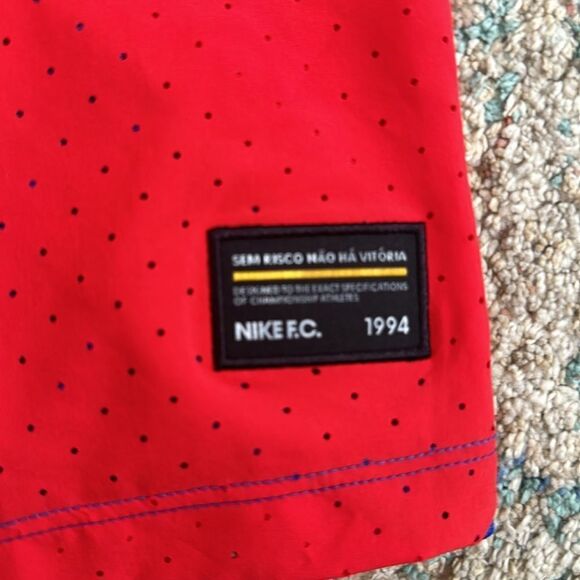 SEM RISCO NÃO HÁ VITÓRIA
DESIGNED TO THE EXACT SPECIFICATIONS
OF CHAMPIONSHIP ATHLETES
NIKE F.C. 1994